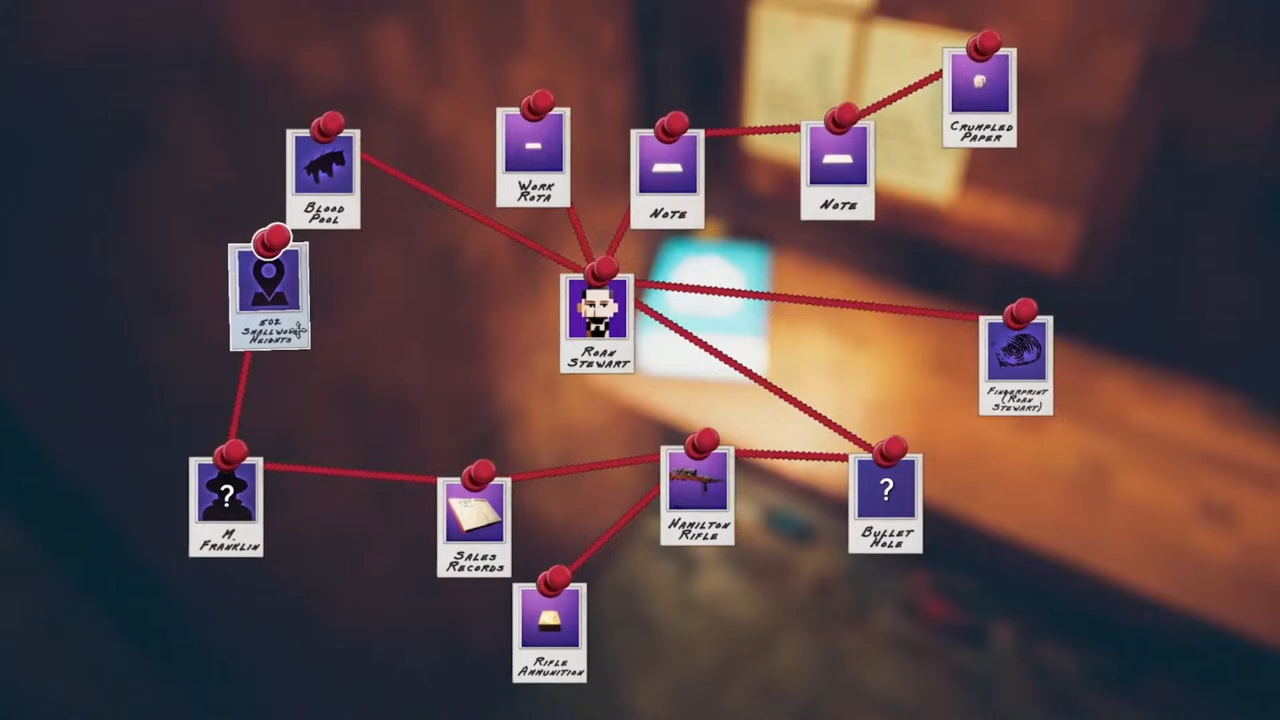 CRUMPLED
PAPER
BLOOD
POOL
WORK
ROTA
NOTE
NOTE
502
SMALLWOOD
HEIGHTS
ROAN
STEWART
FINGERPRINT
(ROAN
STEWART)
?
M.
FRANKLIN
SALES
RECORDS
HAMILTON
RIFLE
?
BULLET
HOLE
RIFLE
AMMUNITION